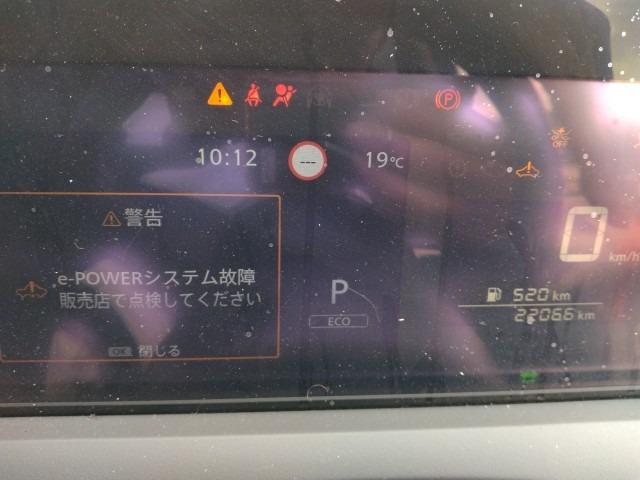 P
OFF
10:12
---
19°C
警告
0
km/h
e-POWERシステム故障
販売店で点検してください
P
ECO
520 km
22066 km
OK 閉じる